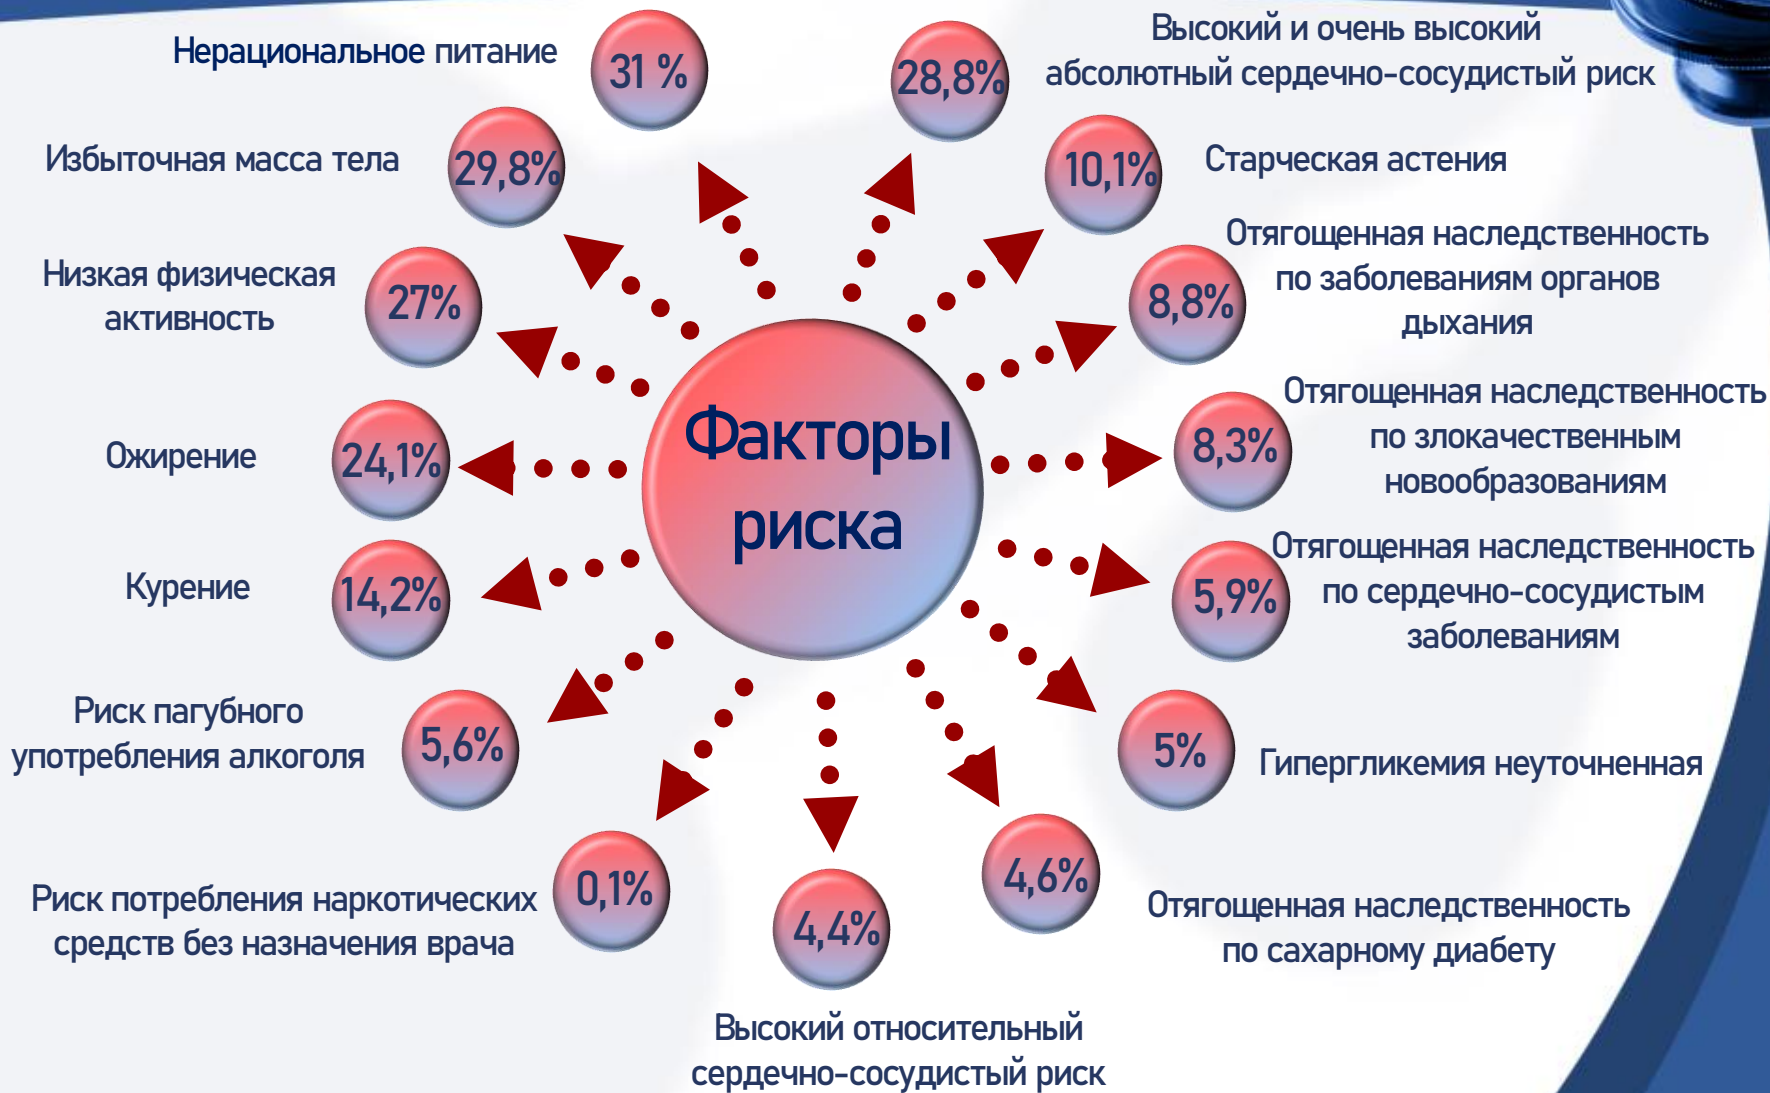 Нерациональное питание
31 %
28,8%
Высокий и очень высокий
абсолютный сердечно-сосудистый риск
Избыточная масса тела
29,8%
10,1%
Старческая астения
Низкая физическая
активность
27%
8,8%
Отягощенная наследственность
по заболеваниям органов
дыхания
Ожирение
24,1%
Факторы
риска
8,3%
Отягощенная наследственность
по злокачественным
новообразованиям
Курение
14,2%
5,9%
Отягощенная наследственность
по сердечно-сосудистым
заболеваниям
Риск пагубного
употребления алкоголя
5,6%
5%
Гипергликемия неуточненная
Риск потребления наркотических
средств без назначения врача
0,1%
4,4%
Высокий относительный
сердечно-сосудистый риск
4,6%
Отягощенная наследственность
по сахарному диабету